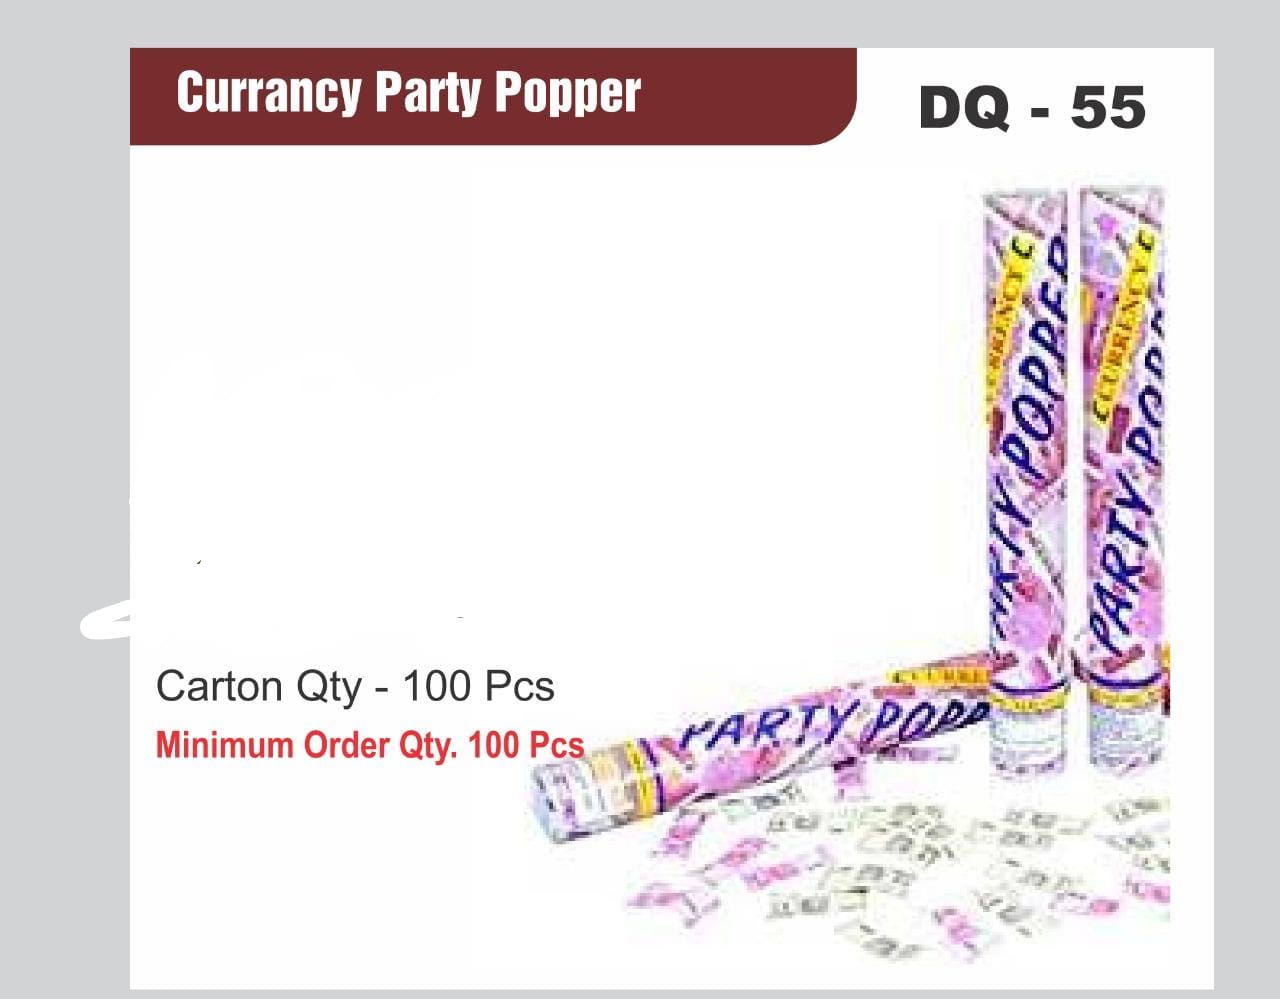 Currancy Party Popper
DQ - 55
CURRENCY C
PARTY POPPER
CURRENCY C
PARTY
PARTY POPP
Carton Qty - 100 Pcs
Minimum Order Qty. 100 Pcs